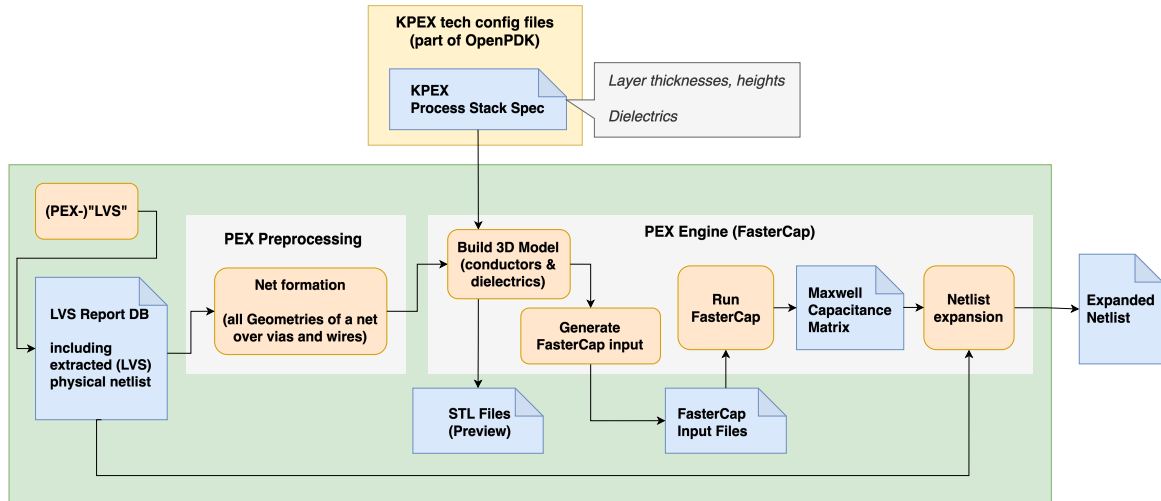 KPEX tech config files
(part of OpenPDK)
KPEX
Process Stack Spec
Layer thicknesses, heights
Dielectrics
(PEX-)"LVS"
PEX Preprocessing
PEX Engine (FasterCap)
LVS Report DB
including
extracted (LVS)
physical netlist
Net formation
(all Geometries of a net
over vias and wires)
Build 3D Model
(conductors &
dielectrics)
Generate
FasterCap input
STL Files
(Preview)
FasterCap
Input Files
Run
FasterCap
Maxwell
Capacitance
Matrix
Netlist
expansion
Expanded
Netlist